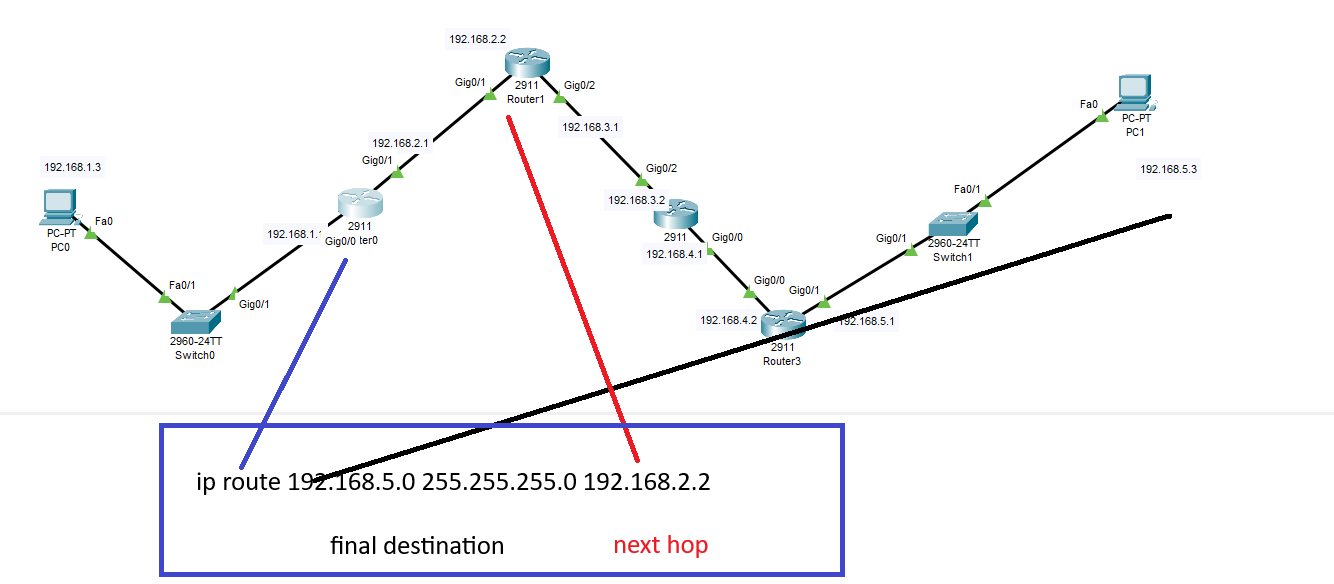 192.168.2.2
2911
Router1
Gig0/1
Gig0/2
192.168.3.1
192.168.2.1
Gig0/1
192.168.1.3
PC-PT
PC0
Fa0
Fa0/1
2960-24TT
Switch0
Gig0/1
192.168.1.
2911
Gig0/0 ter0
Gig0/2
192.168.3.2
2911
192.168.4.1
Gig0/0
Gig0/0
192.168.4.2
2911
Router3
Gig0/1
192.168.5.1
Gig0/1
2960-24TT
Switch1
Fa0/1
Fa0
PC-PT
PC1
192.168.5.3
ip route 192.168.5.0 255.255.255.0 192.168.2.2
final destination
next hop